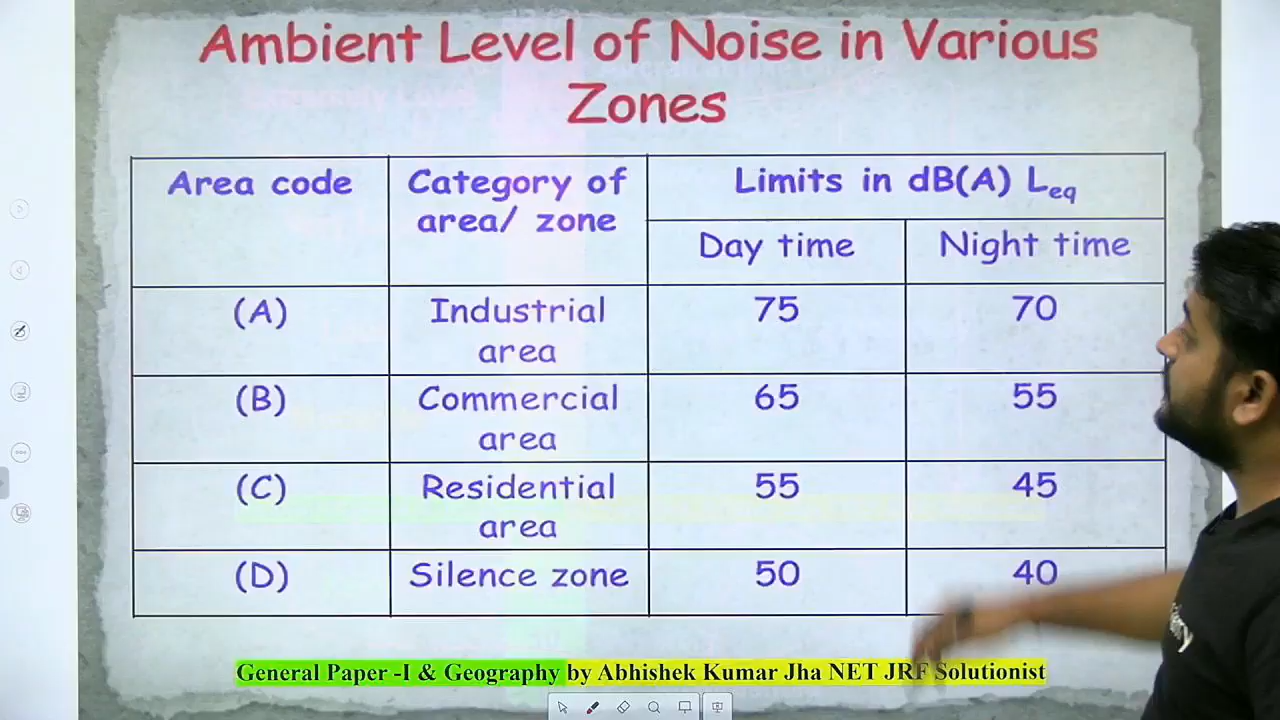 Ambient Level of Noise in Various
Zones
Area code
Category of
area/ zone
Limits in dB(A) Leq
Day time
Night time
(A)
Industrial
area
75
70
(B)
Commercial
area
65
55
(C)
Residential
area
55
45
(D)
Silence zone
50
40
General Paper -I & Geography by Abhishek Kumar Jha NET JRF Solutionist